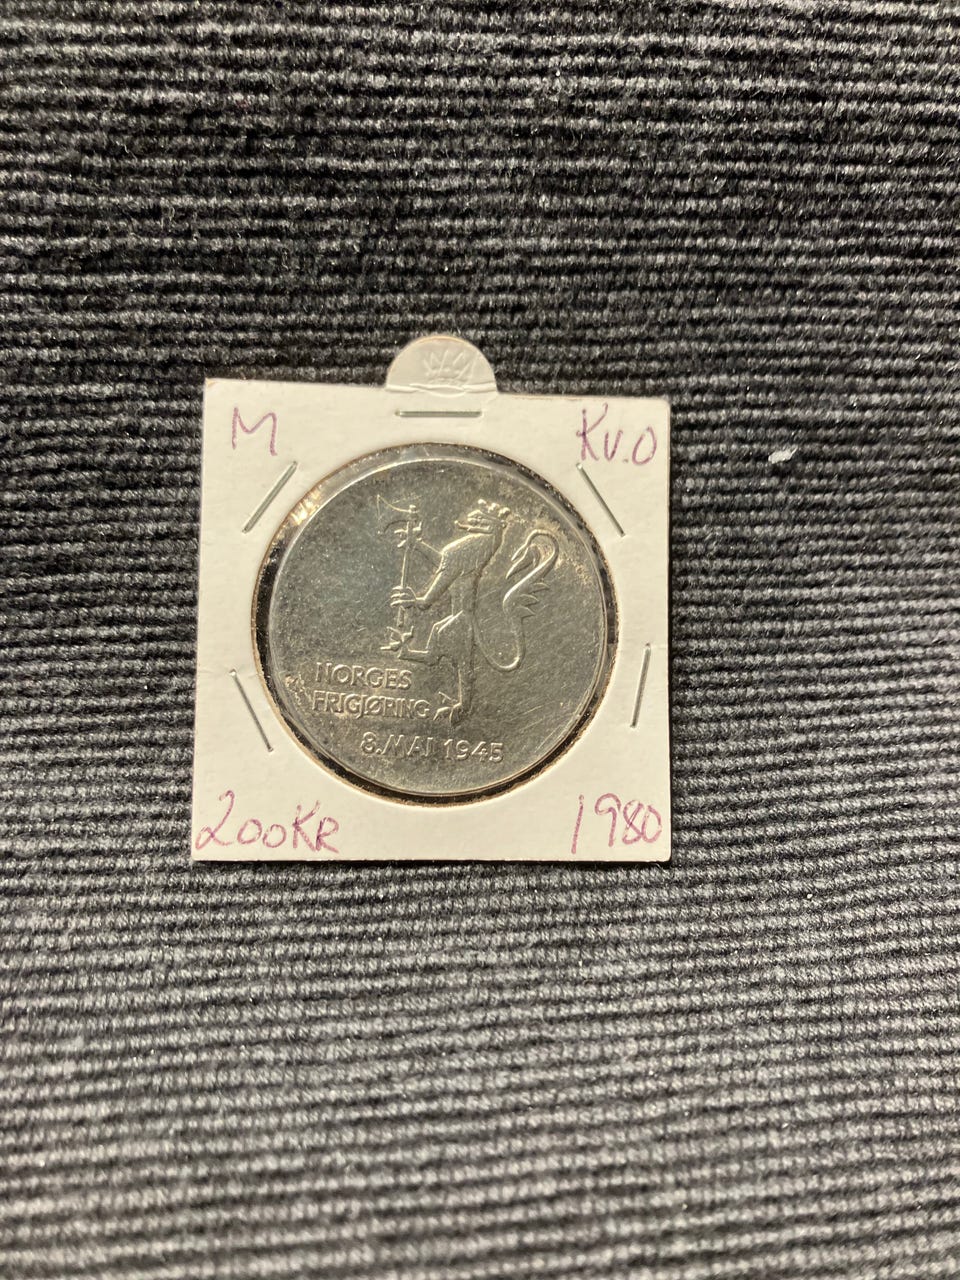 M
Kv.0
NORGES
FRIGJØRING
8. MAI 1945
200KR
1980